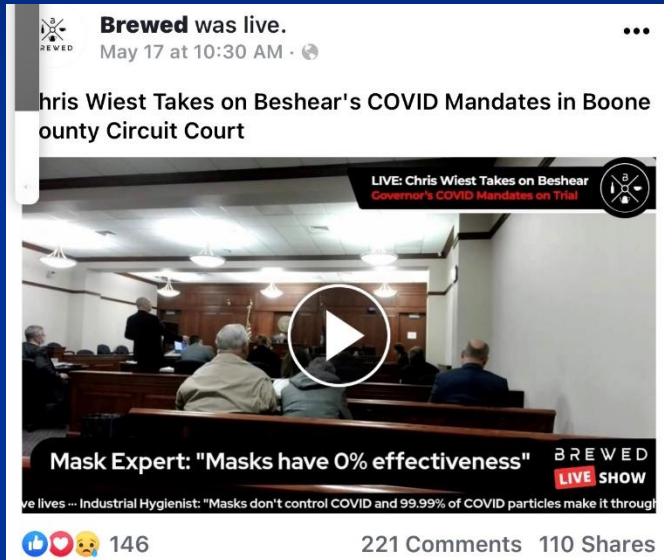 Brewed was live.
a
BREWED
May 17 at 10:30 AM ·
hris Wiest Takes on Beshear's COVID Mandates in Boone
ounty Circuit Court
LIVE: Chris Wiest Takes on Beshear
Governor's COVID Mandates on Trial
a
Mask Expert: "Masks have 0% effectiveness"
BREWED
LIVE SHOW
ve lives -- Industrial Hygienist: "Masks don't control COVID and 99.99% of COVID particles make it through
146
221 Comments 110 Shares